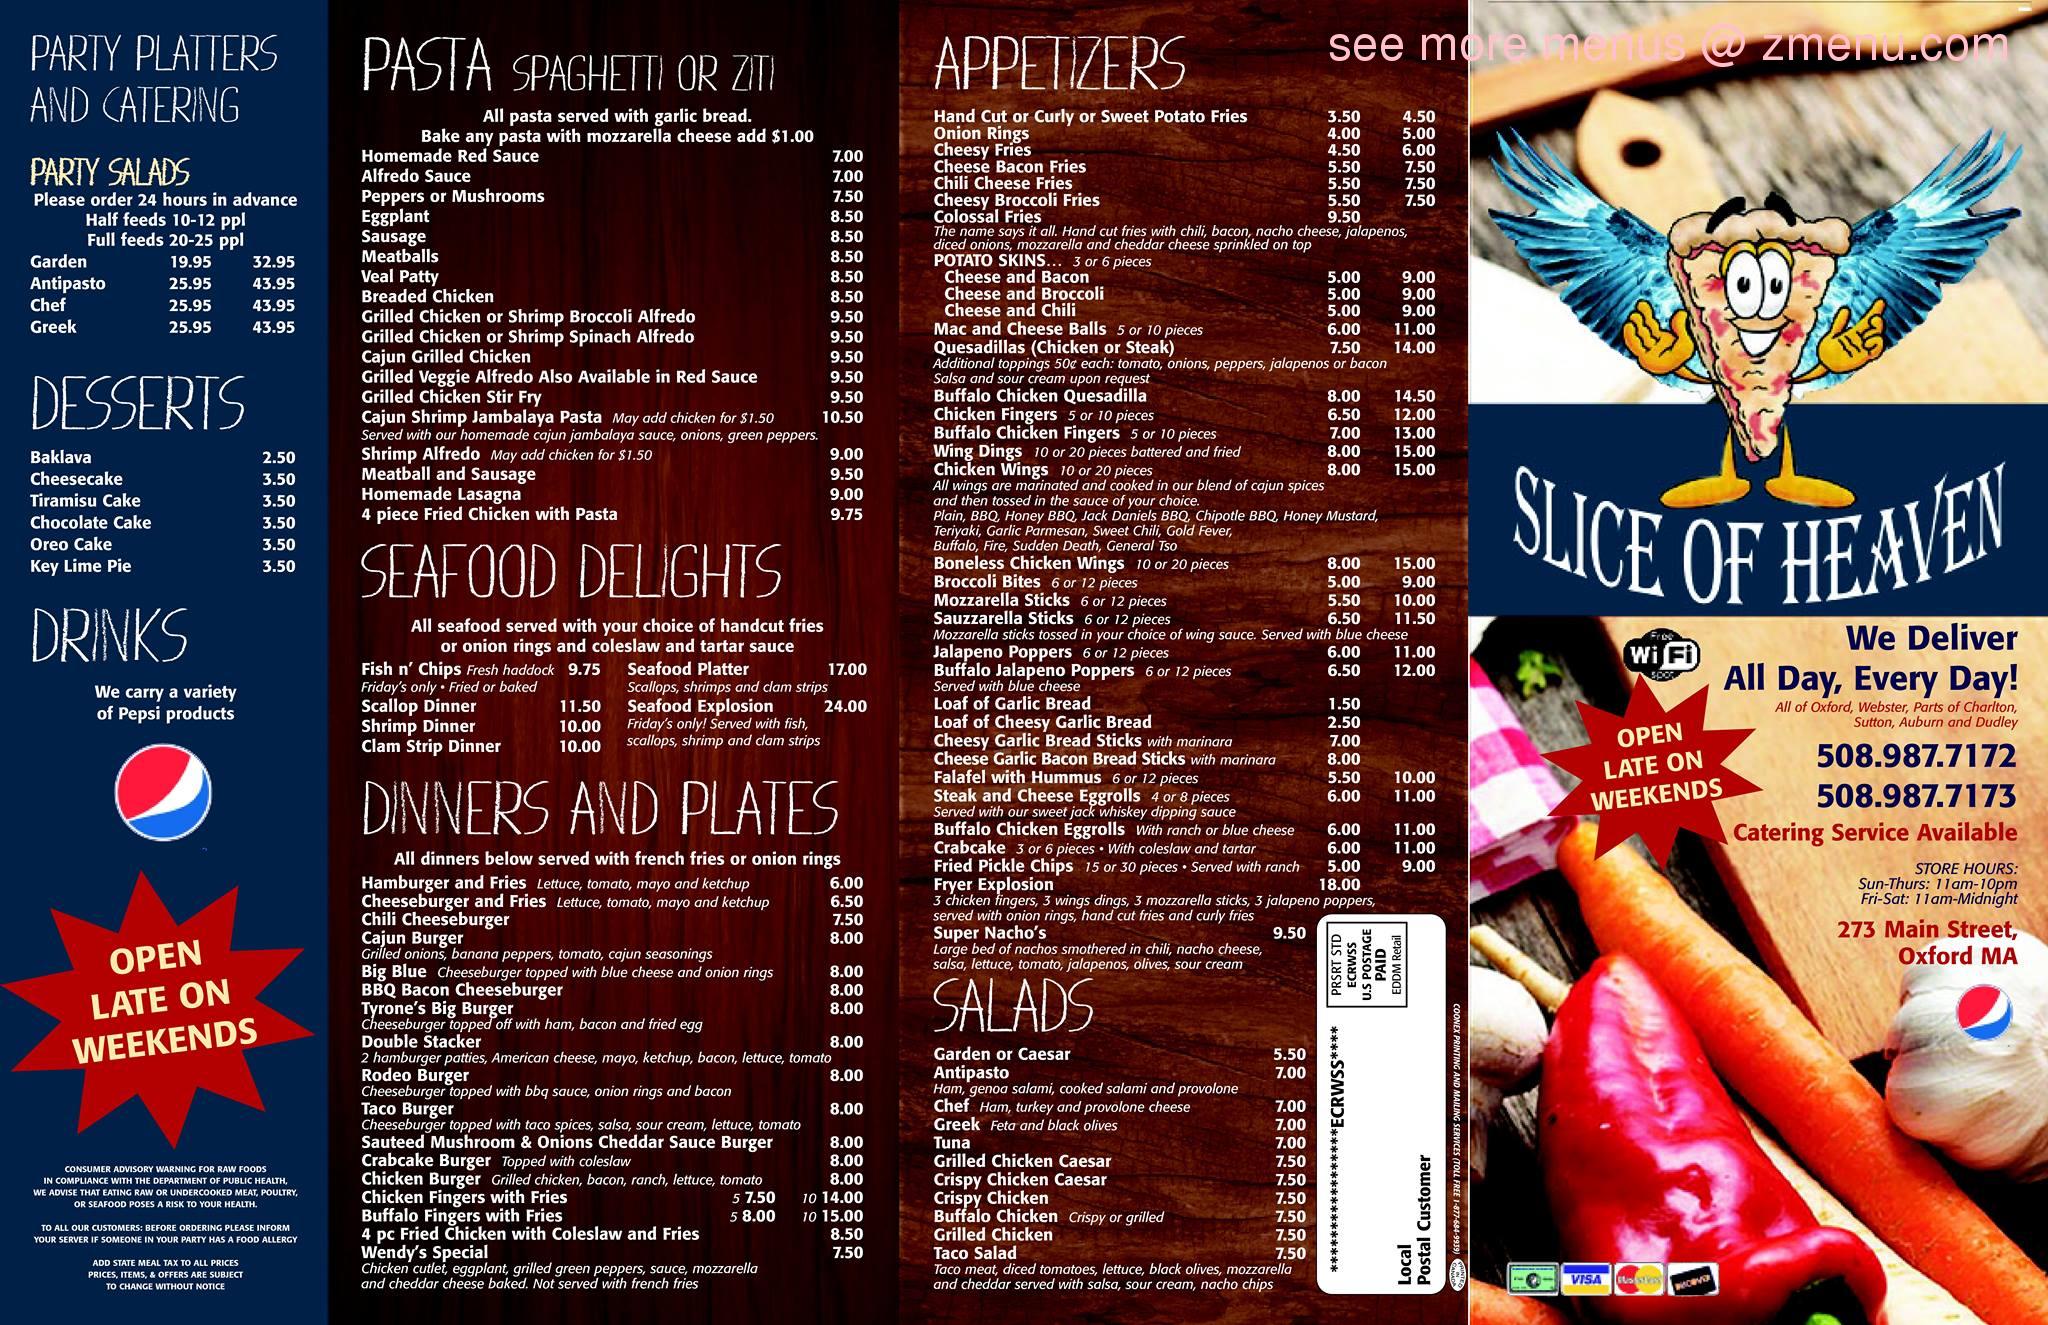 see more menus @ zmenu.com
PARTY PLATTERS
AND CATERING
PARTY SALADS
Please order 24 hours in advance
Half feeds 10-12 ppl
Full feeds 20-25 ppl
Garden 19.95 32.95
Antipasto 25.95 43.95
Chef 25.95 43.95
Greek 25.95 43.95
DESSERTS
Baklava 2.50
Cheesecake 3.50
Tiramisu Cake 3.50
Chocolate Cake 3.50
Oreo Cake 3.50
Key Lime Pie 3.50
DRINKS
We carry a variety
of Pepsi products
OPEN
LATE ON
WEEKENDS
CONSUMER ADVISORY WARNING FOR RAW FOODS
IN COMPLIANCE WITH THE DEPARTMENT OF PUBLIC HEALTH,
WE ADVISE THAT EATING RAW OR UNDERCOOKED MEAT, POULTRY,
OR SEAFOOD POSES A RISK TO YOUR HEALTH.
TO ALL OUR CUSTOMERS: BEFORE ORDERING PLEASE INFORM
YOUR SERVER IF SOMEONE IN YOUR PARTY HAS A FOOD ALLERGY
ADD STATE MEAL TAX TO ALL PRICES
PRICES, ITEMS, & OFFERS ARE SUBJECT
TO CHANGE WITHOUT NOTICE
PASTA SPAGHETTI OR ZITI
All pasta served with garlic bread.
Bake any pasta with mozzarella cheese add $1.00
Homemade Red Sauce 7.00
Alfredo Sauce 7.00
Peppers or Mushrooms 7.50
Eggplant 8.50
Sausage 8.50
Meatballs 8.50
Veal Patty 8.50
Breaded Chicken 8.50
Grilled Chicken or Shrimp Broccoli Alfredo 9.50
Grilled Chicken or Shrimp Spinach Alfredo 9.50
Cajun Grilled Chicken 9.50
Grilled Veggie Alfredo Also Available in Red Sauce 9.50
Grilled Chicken Stir Fry 9.50
Cajun Shrimp Jambalaya Pasta May add chicken for $1.50 10.50
Served with our homemade cajun jambalaya sauce, onions, green peppers.
Shrimp Alfredo May add chicken for $1.50 9.00
Meatball and Sausage 9.50
Homemade Lasagna 9.00
4 piece Fried Chicken with Pasta 9.75
SEAFOOD DELIGHTS
All seafood served with your choice of handcut fries
or onion rings and coleslaw and tartar sauce
Fish n' Chips Fresh haddock 9.75
Friday's only • Fried or baked
Scallop Dinner 11.50
Shrimp Dinner 10.00
Clam Strip Dinner 10.00
Seafood Platter 17.00
Scallops, shrimps and clam strips
Seafood Explosion 24.00
Friday's only! Served with fish,
scallops, shrimp and clam strips
DINNERS AND PLATES
All dinners below served with french fries or onion rings
Hamburger and Fries Lettuce, tomato, mayo and ketchup 6.00
Cheeseburger and Fries Lettuce, tomato, mayo and ketchup 6.50
Chili Cheeseburger 7.50
Cajun Burger 8.00
Grilled onions, banana peppers, tomato, cajun seasonings
Big Blue Cheeseburger topped with blue cheese and onion rings 8.00
BBQ Bacon Cheeseburger 8.00
Tyrone's Big Burger 8.00
Cheeseburger topped off with ham, bacon and fried egg
Double Stacker 8.00
2 hamburger patties, American cheese, mayo, ketchup, bacon, lettuce, tomato
Rodeo Burger 8.00
Cheeseburger topped with bbq sauce, onion rings and bacon
Taco Burger 8.00
Cheeseburger topped with taco spices, salsa, sour cream, lettuce, tomato
Sauteed Mushroom & Onions Cheddar Sauce Burger 8.00
Crabcake Burger Topped with coleslaw 8.00
Chicken Burger Grilled chicken, bacon, ranch, lettuce, tomato 8.00
Chicken Fingers with Fries 5 7.50 10 14.00
Buffalo Fingers with Fries 5 8.00 10 15.00
4 pc Fried Chicken with Coleslaw and Fries 8.50
Wendy's Special 7.50
Chicken cutlet, eggplant, grilled green peppers, sauce, mozzarella
and cheddar cheese baked. Not served with french fries
APPETIZERS
Hand Cut or Curly or Sweet Potato Fries 3.50 4.50
Onion Rings 4.00 5.00
Cheesy Fries 4.50 6.00
Cheese Bacon Fries 5.50 7.50
Chili Cheese Fries 5.50 7.50
Cheesy Broccoli Fries 5.50 7.50
Colossal Fries 9.50
The name says it all. Hand cut fries with chili, bacon, nacho cheese, jalapenos,
diced onions, mozzarella and cheddar cheese sprinkled on top
POTATO SKINS... 3 or 6 pieces
Cheese and Bacon 5.00 9.00
Cheese and Broccoli 5.00 9.00
Cheese and Chili 5.00 9.00
Mac and Cheese Balls 5 or 10 pieces 6.00 11.00
Quesadillas (Chicken or Steak) 7.50 14.00
Additional toppings 50¢ each: tomato, onions, peppers, jalapenos or bacon
Salsa and sour cream upon request
Buffalo Chicken Quesadilla 8.00 14.50
Chicken Fingers 5 or 10 pieces 6.50 12.00
Buffalo Chicken Fingers 5 or 10 pieces 7.00 13.00
Wing Dings 10 or 20 pieces battered and fried 8.00 15.00
Chicken Wings 10 or 20 pieces 8.00 15.00
All wings are marinated and cooked in our blend of cajun spices
and then tossed in the sauce of your choice.
Plain, BBQ, Honey BBQ, Jack Daniels BBQ, Chipotle BBQ, Honey Mustard,
Teriyaki, Garlic Parmesan, Sweet Chili, Gold Fever,
Buffalo, Fire, Sudden Death, General Tso
Boneless Chicken Wings 10 or 20 pieces 8.00 15.00
Broccoli Bites 6 or 12 pieces 5.00 9.00
Mozzarella Sticks 6 or 12 pieces 5.50 10.00
Sauzzarella Sticks 6 or 12 pieces 6.50 11.50
Mozzarella sticks tossed in your choice of wing sauce. Served with blue cheese
Jalapeno Poppers 6 or 12 pieces 6.00 11.00
Buffalo Jalapeno Poppers 6 or 12 pieces 6.50 12.00
Served with blue cheese
Loaf of Garlic Bread 1.50
Loaf of Cheesy Garlic Bread 2.50
Cheesy Garlic Bread Sticks with marinara 7.00
Cheese Garlic Bacon Bread Sticks with marinara 8.00
Falafel with Hummus 6 or 12 pieces 5.50 10.00
Steak and Cheese Eggrolls 4 or 8 pieces 6.00 11.00
Served with our sweet jack whiskey dipping sauce
Buffalo Chicken Eggrolls With ranch or blue cheese 6.00 11.00
Crabcake 3 or 6 pieces • With coleslaw and tartar 6.00 11.00
Fried Pickle Chips 15 or 30 pieces • Served with ranch 5.00 9.00
Fryer Explosion 18.00
3 chicken fingers, 3 wings dings, 3 mozzarella sticks, 3 jalapeno poppers,
served with onion rings, hand cut fries and curly fries
Super Nacho's 9.50
Large bed of nachos smothered in chili, nacho cheese,
salsa, lettuce, tomato, jalapenos, olives, sour cream
SALADS
Garden or Caesar 5.50
Antipasto 7.00
Ham, genoa salami, cooked salami and provolone
Chef Ham, turkey and provolone cheese 7.00
Greek Feta and black olives 7.00
Tuna 7.00
Grilled Chicken Caesar 7.50
Crispy Chicken Caesar 7.50
Crispy Chicken 7.50
Buffalo Chicken Crispy or grilled 7.50
Grilled Chicken 7.50
Taco Salad 7.50
Taco meat, diced tomatoes, lettuce, black olives, mozzarella
and cheddar served with salsa, sour cream, nacho chips
PRSRT STD
ECRWSS
U.S POSTAGE
PAID
EDDM Retail
********************ECRWSS****
Local
Postal Customer
COONEX PRINTING AND MAILING SERVICES (TOLL FREE 1-877-684-9939)
SLICE OF HEAVEN
Free
Wi Fi
spot
We Deliver
All Day, Every Day!
All of Oxford, Webster, Parts of Charlton,
Sutton, Auburn and Dudley
OPEN
LATE ON
WEEKENDS
508.987.7172
508.987.7173
Catering Service Available
STORE HOURS:
Sun-Thurs: 11am-10pm
Fri-Sat: 11am-Midnight
273 Main Street,
Oxford MA
VISA
MasterCard
DISCOVER